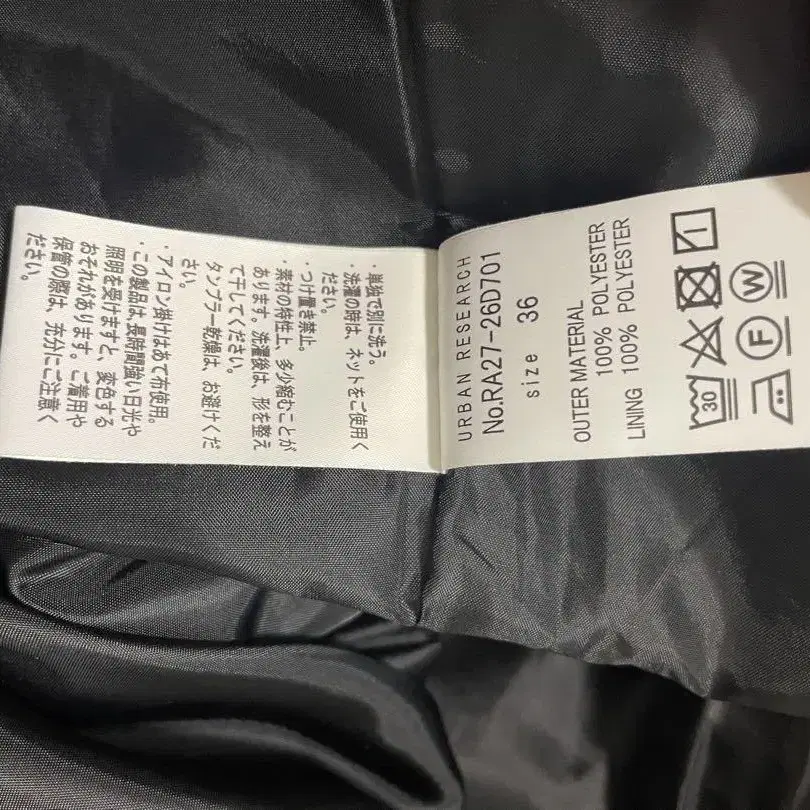 ・単独で別に洗う。
・洗濯の時は、ネットをご使用く
ださい。
・つけ置き禁止。
・素材の特性上、多少縮むことが
あります。洗濯後は、形を整え
て干してください。
タンブラー乾燥は、お避けくだ
さい。
・アイロン掛けはあて布使用。
・この製品は、長時間強い日光や
照明を受けますと、変色する
おそれがあります。ご着用や
保管の際は、充分にご注意く
ださい。
URBAN RESEARCH
No.RA27-26D701
size 36
OUTER MATERIAL
100% POLYESTER
LINING 100% POLYESTER
30
F
W